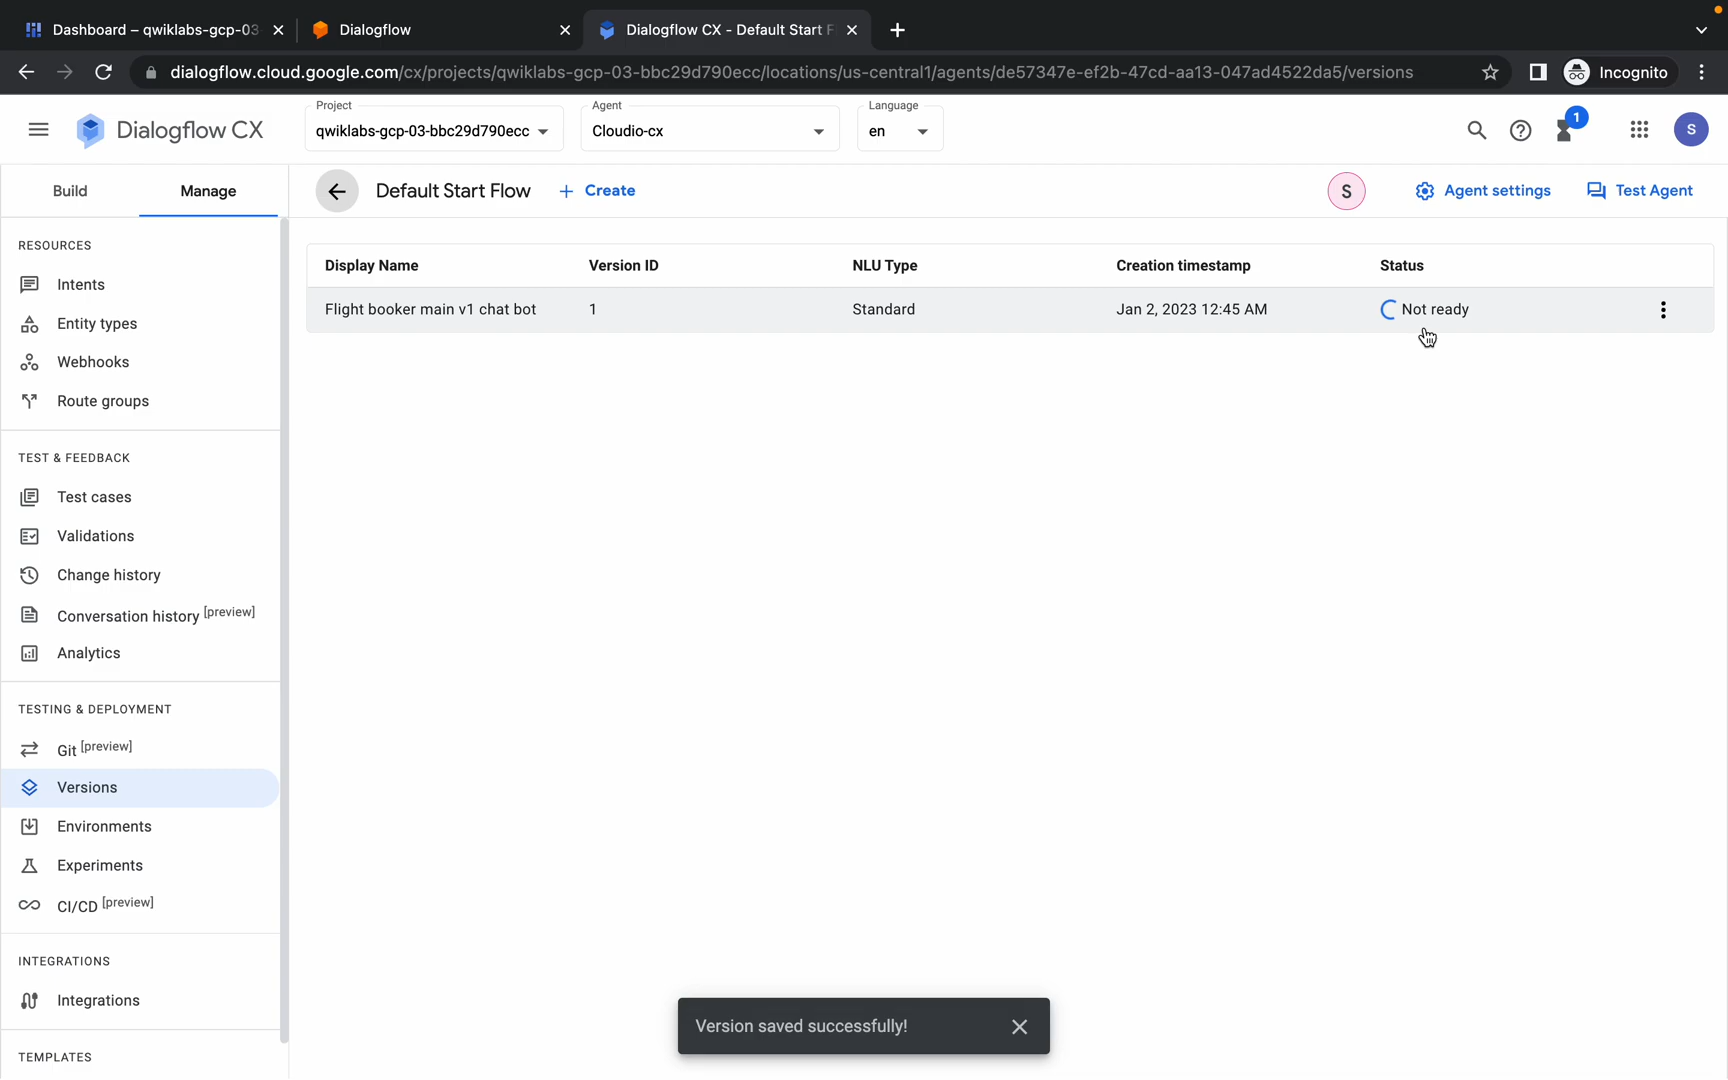 Dashboard – qwiklabs-gcp-03
Dialogflow
Dialogflow CX - Default Start F
dialogflow.cloud.google.com/cx/projects/qwiklabs-gcp-03-bbc29d790ecc/locations/us-central1/agents/de57347e-ef2b-47cd-aa13-047ad4522da5/versions
Incognito
Dialogflow CX
Project
qwiklabs-gcp-03-bbc29d790ecc
Agent
Cloudio-cx
Language
en
1
S
Build
Manage
Default Start Flow
+ Create
S
Agent settings
Test Agent
RESOURCES
Intents
Entity types
Webhooks
Route groups
TEST & FEEDBACK
Test cases
Validations
Change history
Conversation history [preview]
Analytics
TESTING & DEPLOYMENT
Git [preview]
Versions
Environments
Experiments
CI/CD [preview]
INTEGRATIONS
Integrations
TEMPLATES
Display Name Version ID NLU Type Creation timestamp Status
Flight booker main v1 chat bot 1 Standard Jan 2, 2023 12:45 AM Not ready
Version saved successfully!